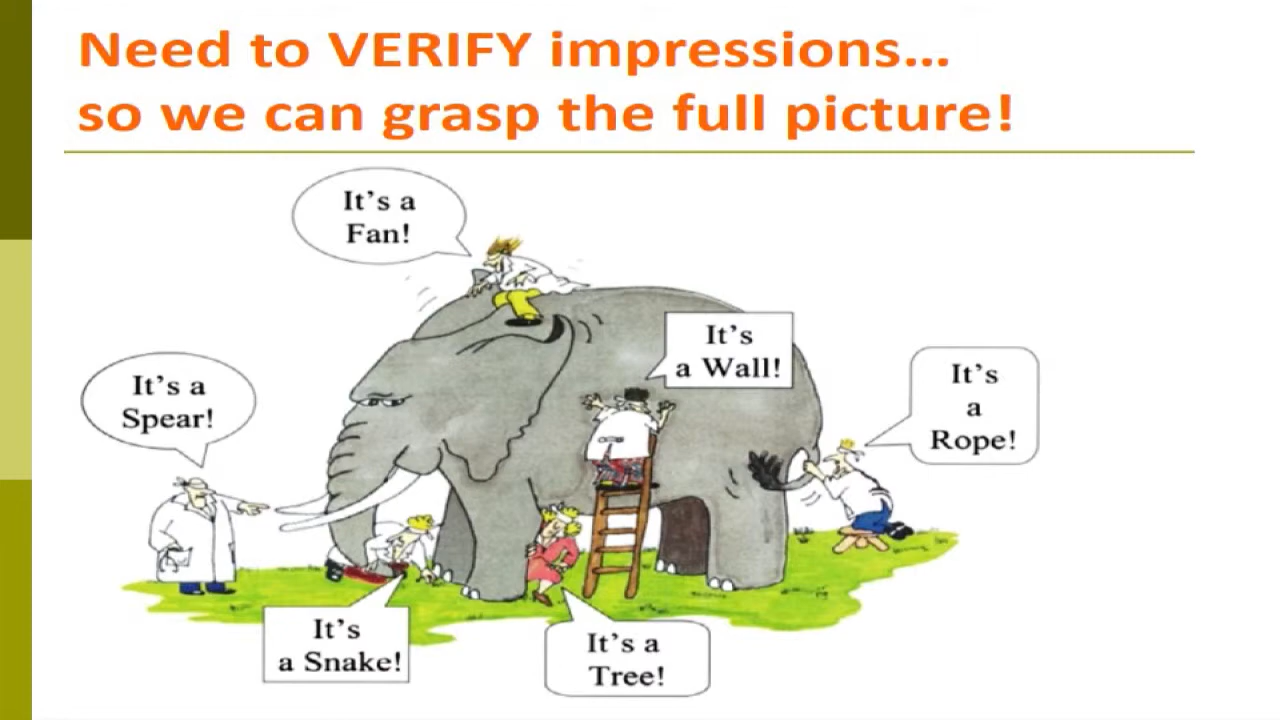 Need to VERIFY impressions...
so we can grasp the full picture!
It's a
Fan!
It's
a Wall!
It's a
Spear!
It's
a
Rope!
It's
a Snake!
It's a
Tree!